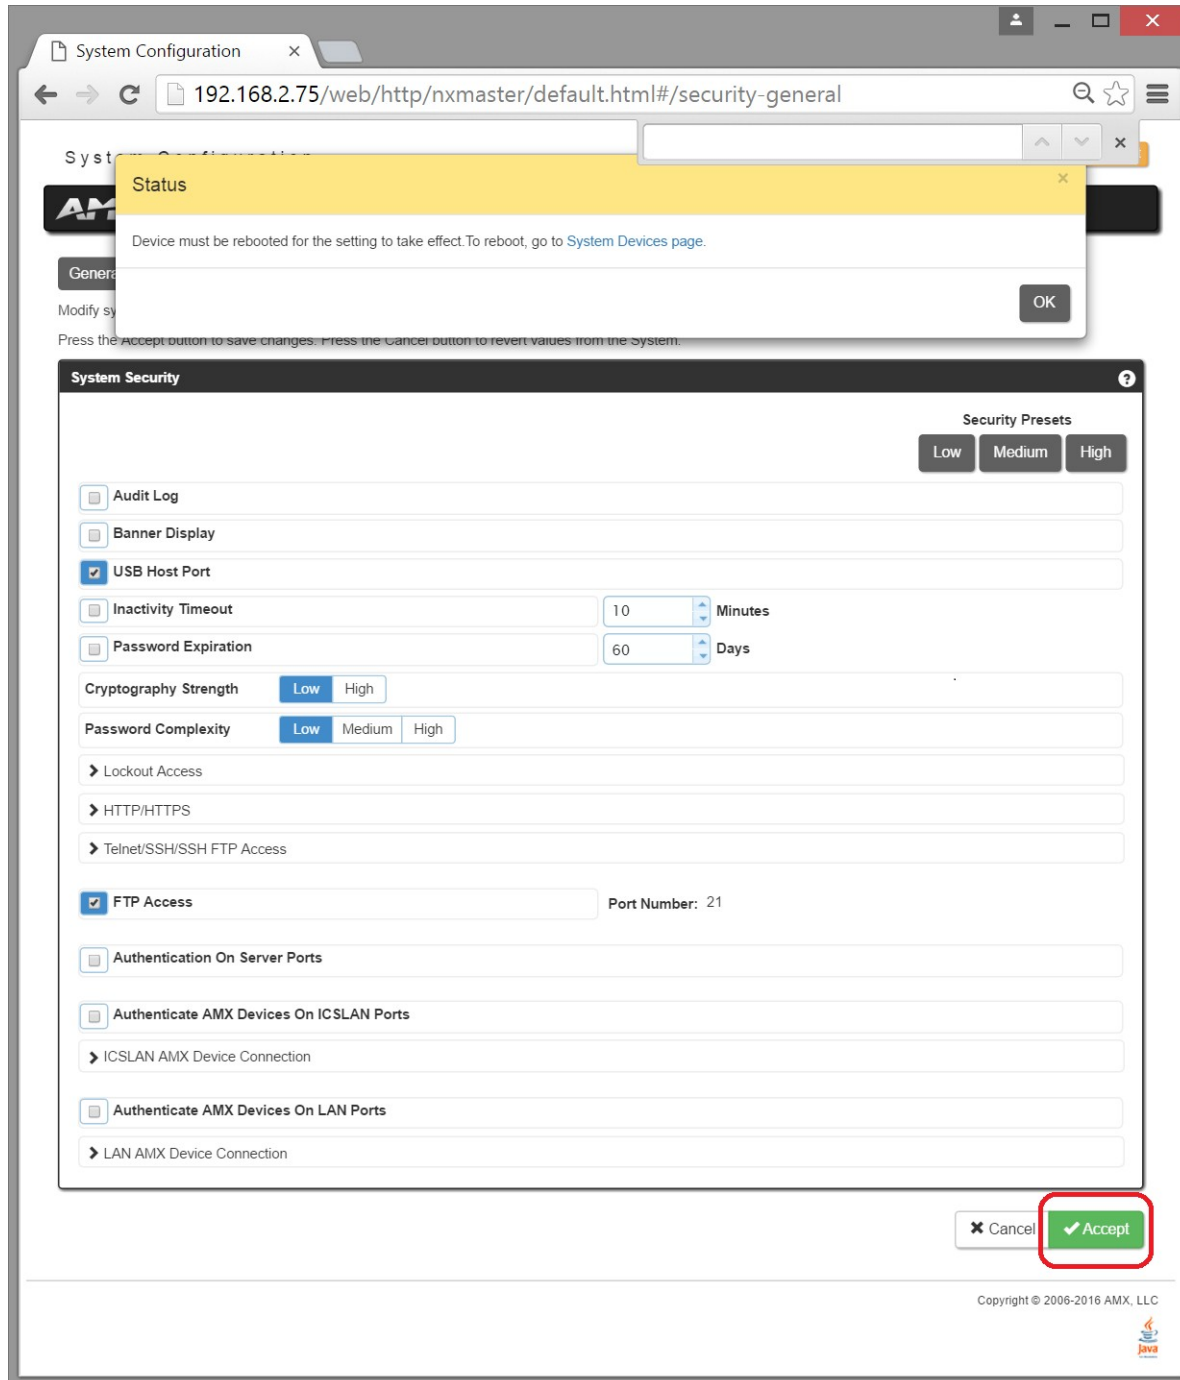 System Configuration
192.168.2.75/web/http/nxmaster/default.html#/security-general
Status
Device must be rebooted for the setting to take effect.To reboot, go to System Devices page.
OK
Modify
Press the Accept button to save changes. Press the Cancel button to revert values from the System.
System Security
Security Presets
Low Medium High
Audit Log
Banner Display
USB Host Port
Inactivity Timeout 10 Minutes
Password Expiration 60 Days
Cryptography Strength Low High
Password Complexity Low Medium High
Lockout Access
HTTP/HTTPS
Telnet/SSH/SSH FTP Access
FTP Access Port Number: 21
Authentication On Server Ports
Authenticate AMX Devices On ICSLAN Ports
ICSLAN AMX Device Connection
Authenticate AMX Devices On LAN Ports
LAN AMX Device Connection
Cancel Accept
Copyright © 2006-2016 AMX, LLC
Java